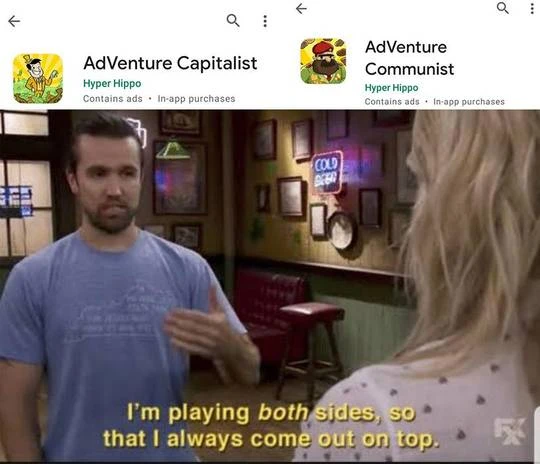 AdVenture Capitalist
Hyper Hippo
Contains ads • In-app purchases
AdVenture
Communist
Hyper Hippo
Contains ads • In-app purchases
COLD
BEER
I'm playing both sides, so
that I always come out on top.
FX